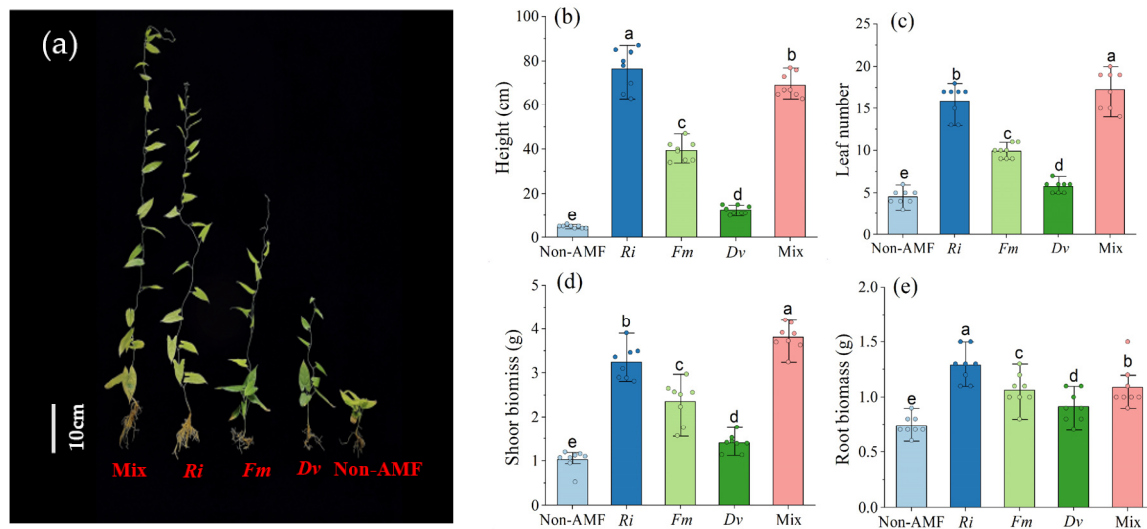 (a)
10cm
Mix Ri Fm Dv Non-AMF
(b)
Height (cm)
100
80
60
40
20
0
e a c d b
Non-AMF Ri Fm Dv Mix
(c)
Leaf number
25
20
15
10
5
0
e b c d a
Non-AMF Ri Fm Dv Mix
(d)
Shoor biomiss (g)
5
4
3
2
1
0
e b c d a
Non-AMF Ri Fm Dv Mix
(e)
Root biomass (g)
2.0
1.5
1.0
0.5
0.0
e a c d b
Non-AMF Ri Fm Dv Mix